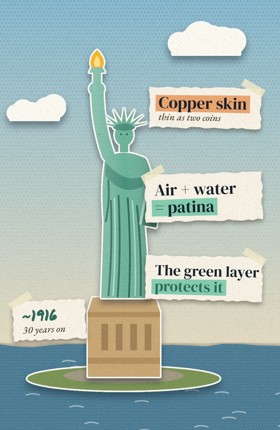 Copper skin
thin as two coins
Air + water
= patina
The green layer
protects it
~1916
30 years on